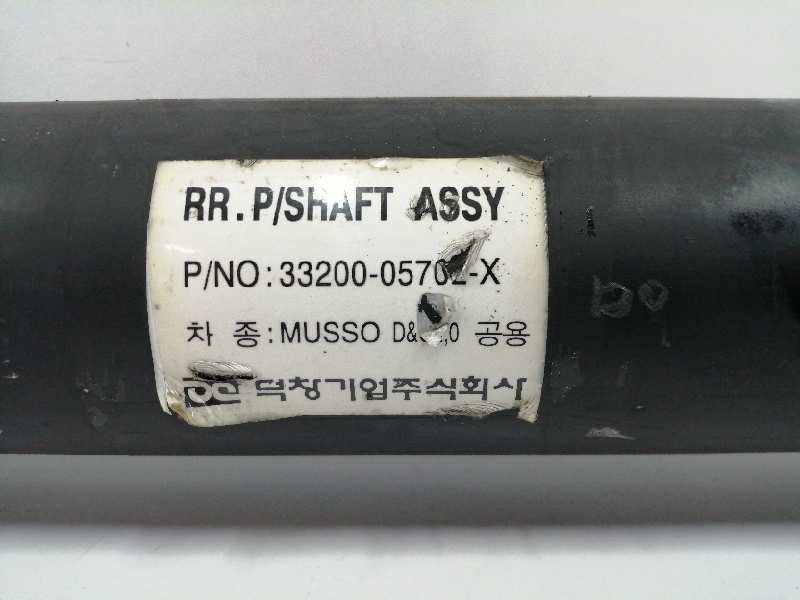 RR. P/SHAFT ASSY
P/NO: 33200-05702-X
차 종: MUSSO 공용
덕창기업주식회사